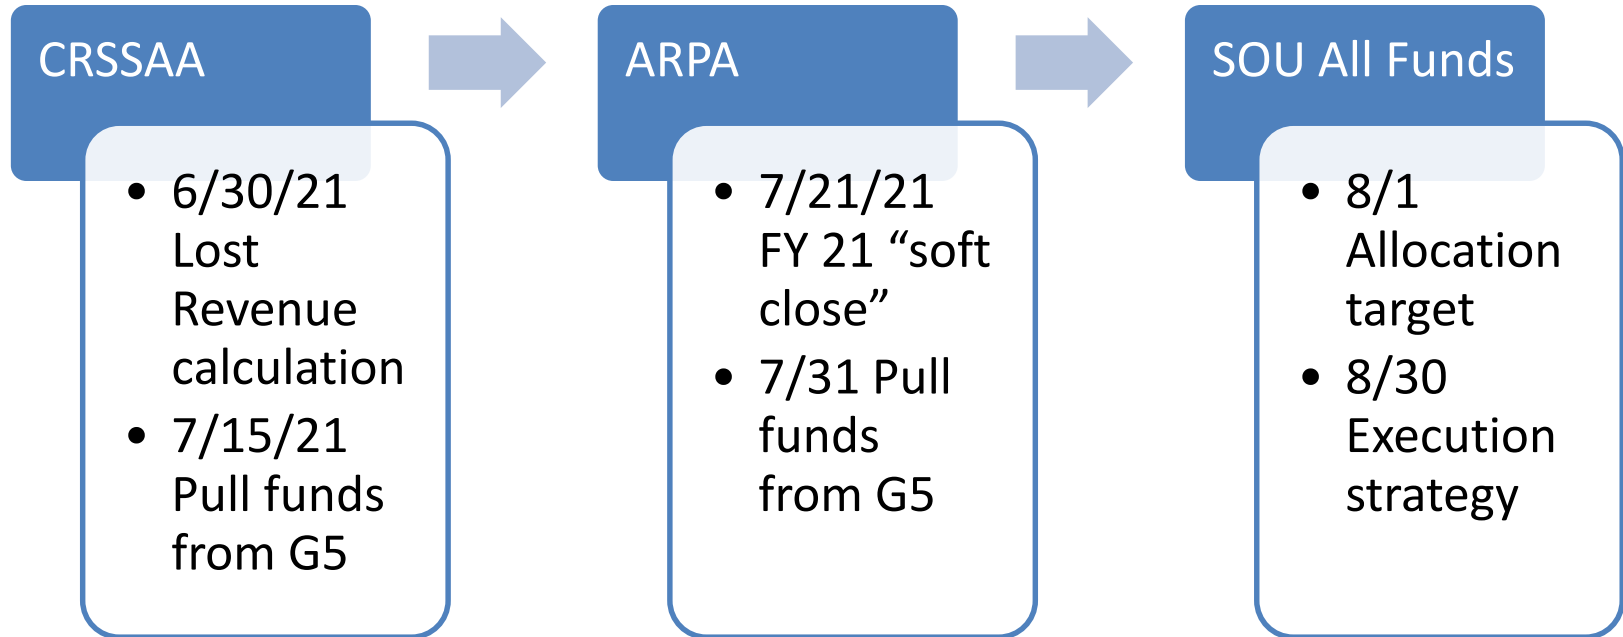 CRSSAA
• 6/30/21
Lost
Revenue
calculation
• 7/15/21
Pull funds
from G5
ARPA
• 7/21/21
FY 21 “soft
close”
• 7/31 Pull
funds
from G5
SOU All Funds
• 8/1
Allocation
target
• 8/30
Execution
strategy